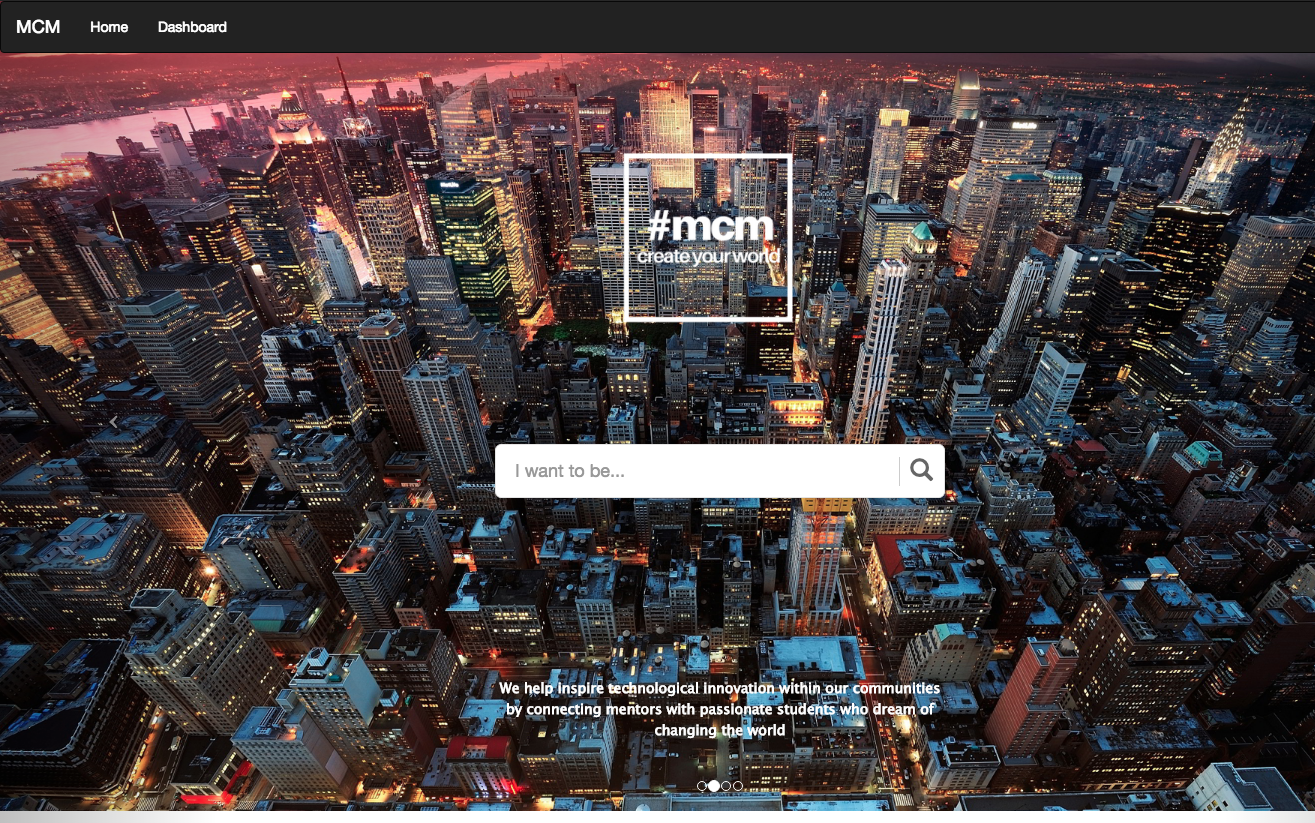 MCM Home Dashboard
#mcm
create your world
I want to be...
We help inspire technological innovation within our communities
by connecting mentors with passionate students who dream of
changing the world